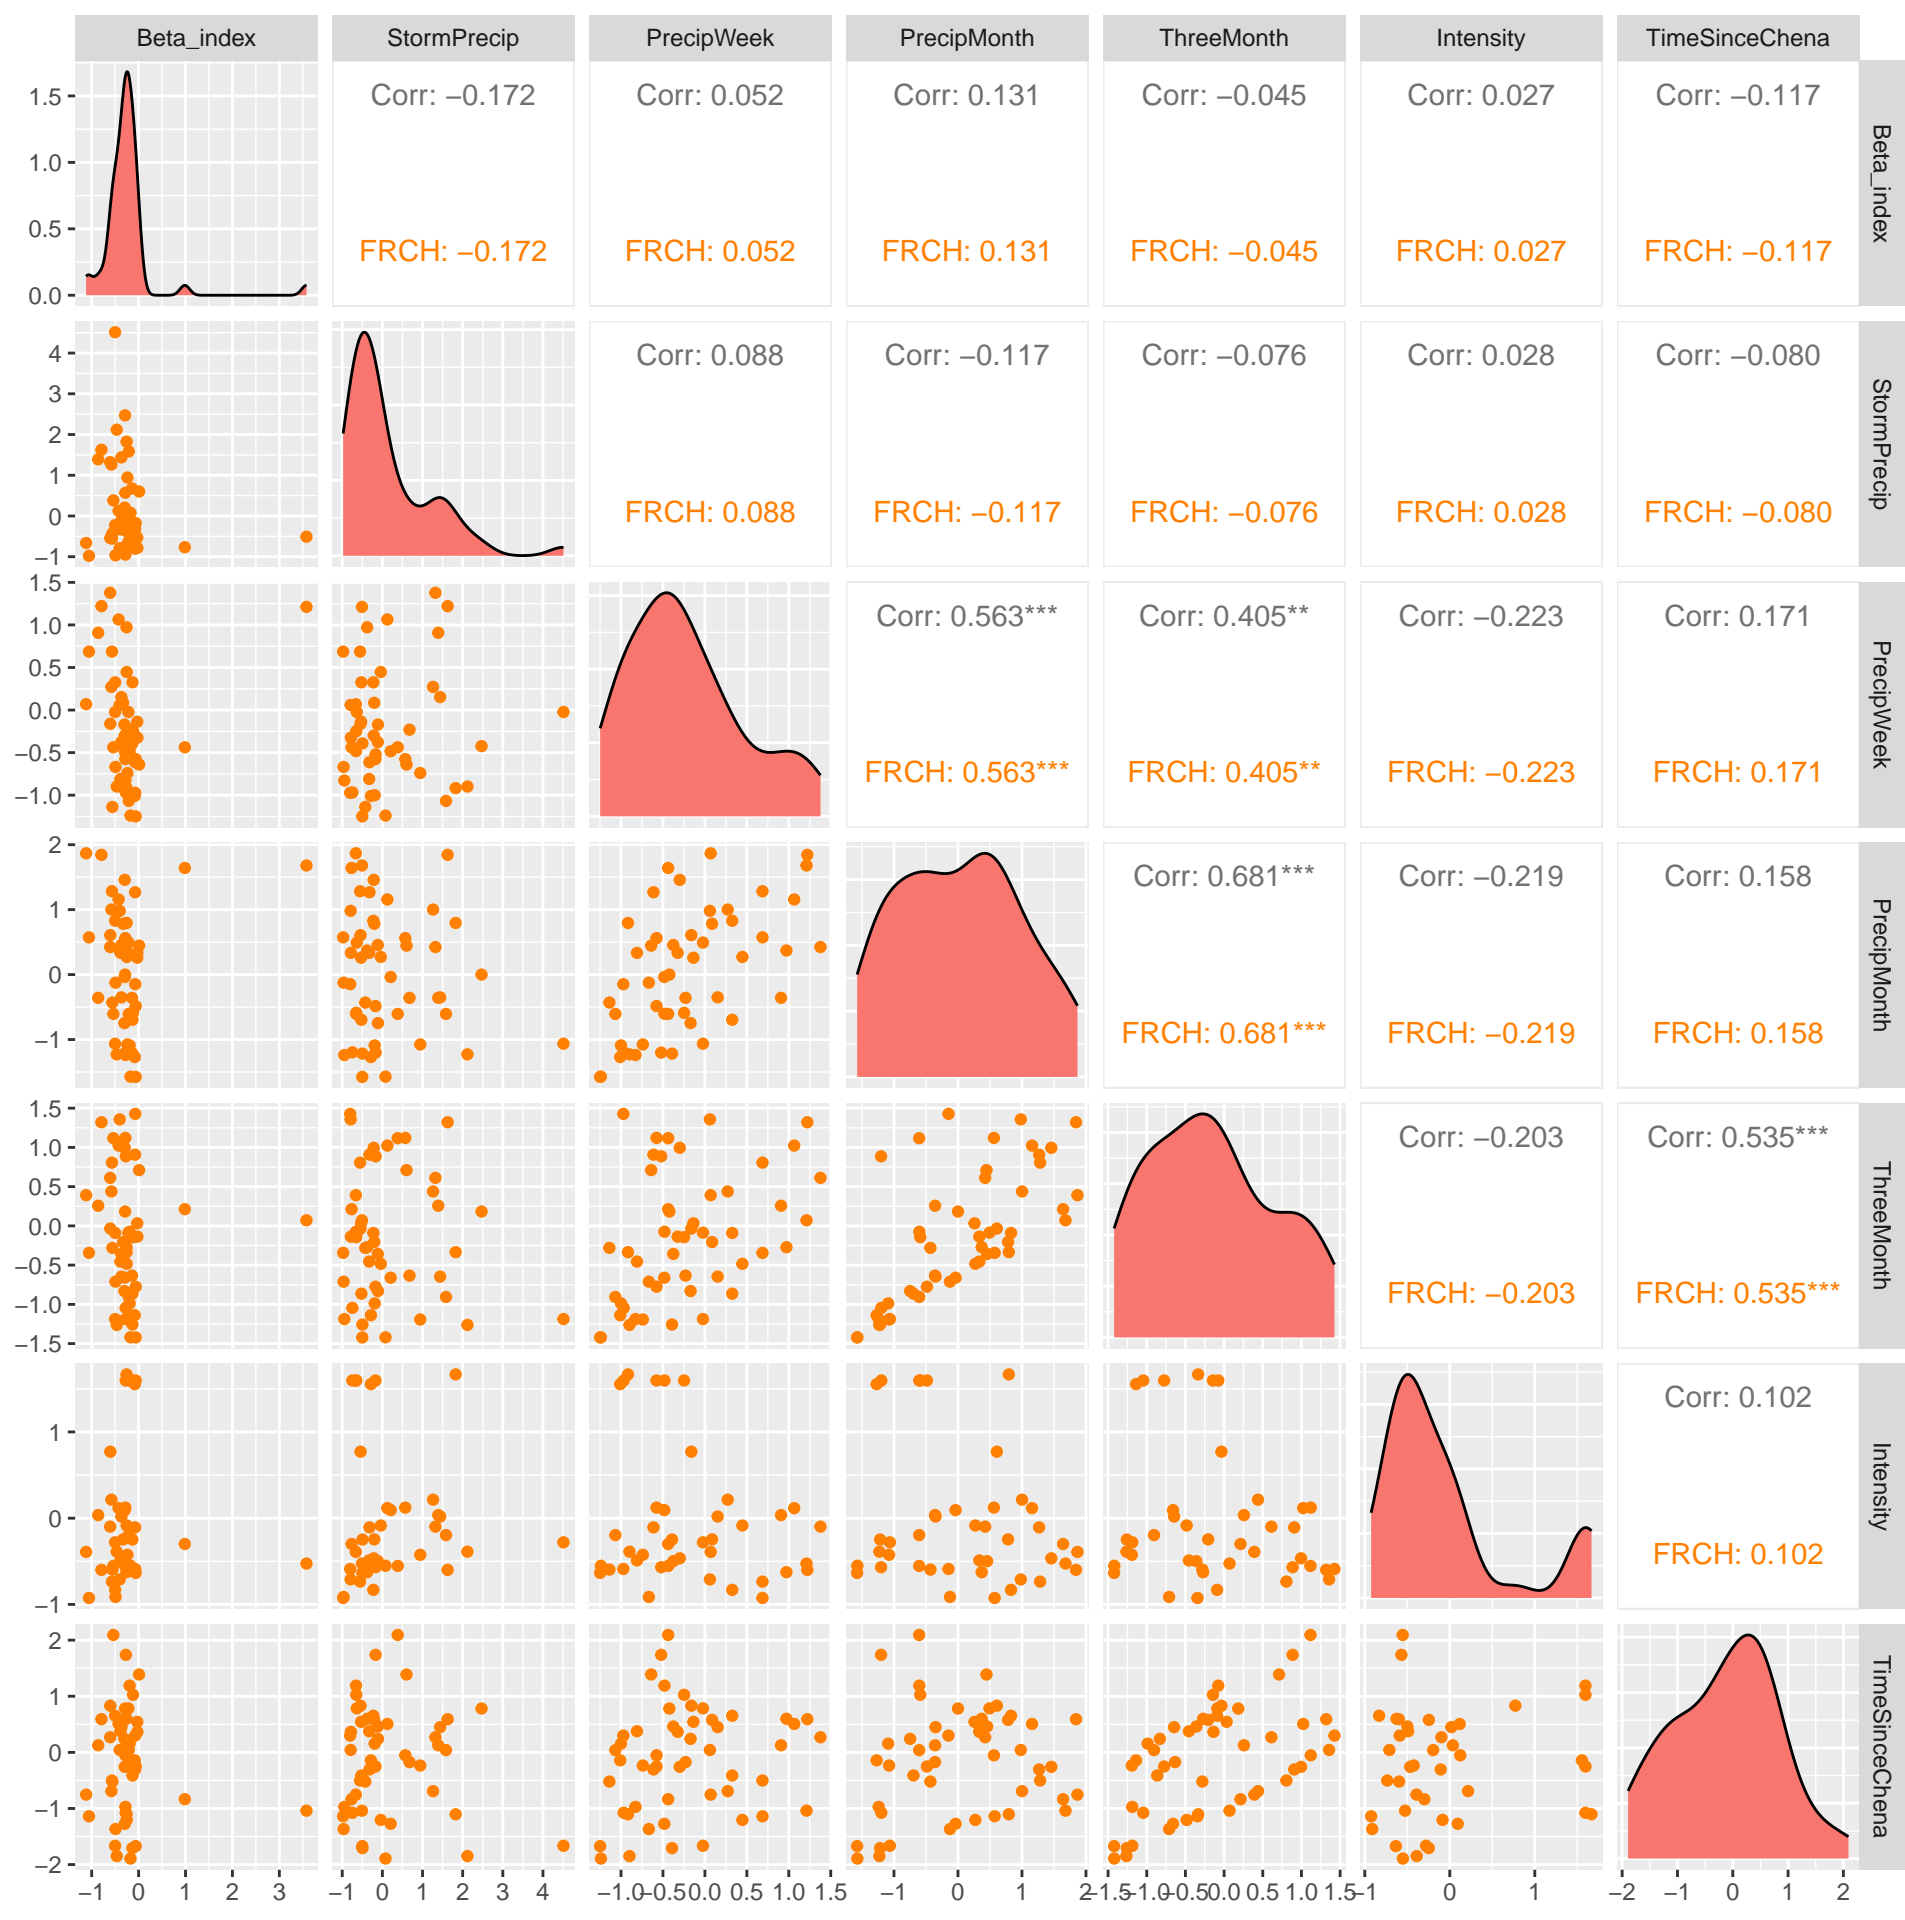 Beta_index StormPrecip PrecipWeek PrecipMonth ThreeMonth Intensity TimeSinceChena
1.5 Corr: −0.172 Corr: 0.052 Corr: 0.131 Corr: −0.045 Corr: 0.027 Corr: −0.117
1.0
Beta_index
0.5 FRCH: −0.172 FRCH: 0.052 FRCH: 0.131 FRCH: −0.045 FRCH: 0.027 FRCH: −0.117
0.0
4 Corr: 0.088 Corr: −0.117 Corr: −0.076 Corr: 0.028 Corr: −0.080
3
2
StormPrecip
1
0 FRCH: 0.088 FRCH: −0.117 FRCH: −0.076 FRCH: 0.028 FRCH: −0.080
−1
1.5
1.0 Corr: 0.563*** Corr: 0.405** Corr: −0.223 Corr: 0.171
0.5
0.0
PrecipWeek
−0.5 FRCH: 0.563*** FRCH: 0.405** FRCH: −0.223 FRCH: 0.171
−1.0
2
1 Corr: 0.681*** Corr: −0.219 Corr: 0.158
0
PrecipMonth
−1 FRCH: 0.681*** FRCH: −0.219 FRCH: 0.158
1.5
1.0 Corr: −0.203 Corr: 0.535***
0.5
0.0
ThreeMonth
−0.5
−1.0 FRCH: −0.203 FRCH: 0.535***
−1.5
Corr: 0.102
1
Intensity
0
FRCH: 0.102
−1
2
1
0
TimeSinceChena
−1
−2
−1 0 1 2 3 −1 0 1 2 3 4 −1.0 −0.5 0.0 0.5 1.0 1.5 −1 0 1 2 −1.5 −1.0 −0.5 0.0 0.5 1.0 1.5 −1 0 1 −2 −1 0 1 2